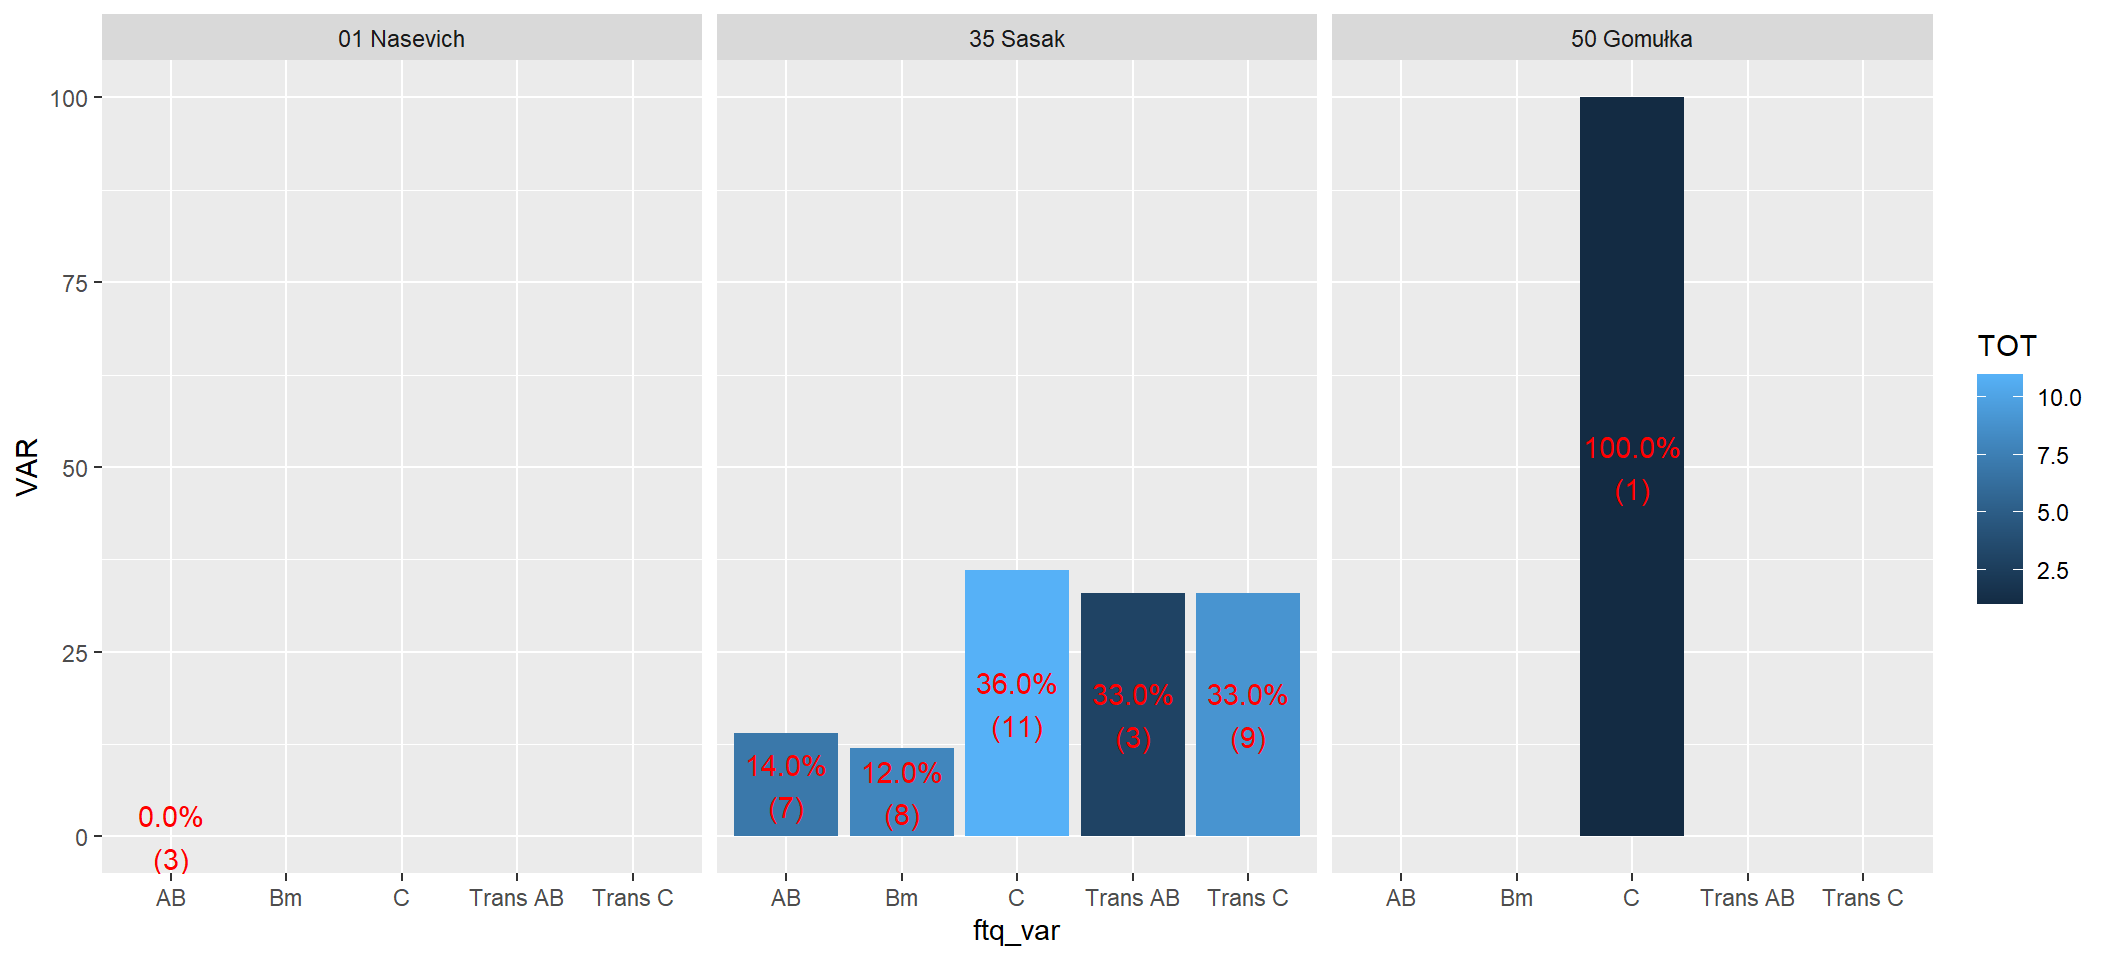 01 Nasevich
35 Sasak
50 Gomułka
100
75
50
25
0
VAR
0.0%
(3)
14.0%
(7)
12.0%
(8)
36.0%
(11)
33.0%
(3)
33.0%
(9)
100.0%
(1)
AB Bm C Trans AB Trans C
AB Bm C Trans AB Trans C
AB Bm C Trans AB Trans C
ftq_var
TOT
10.0
7.5
5.0
2.5